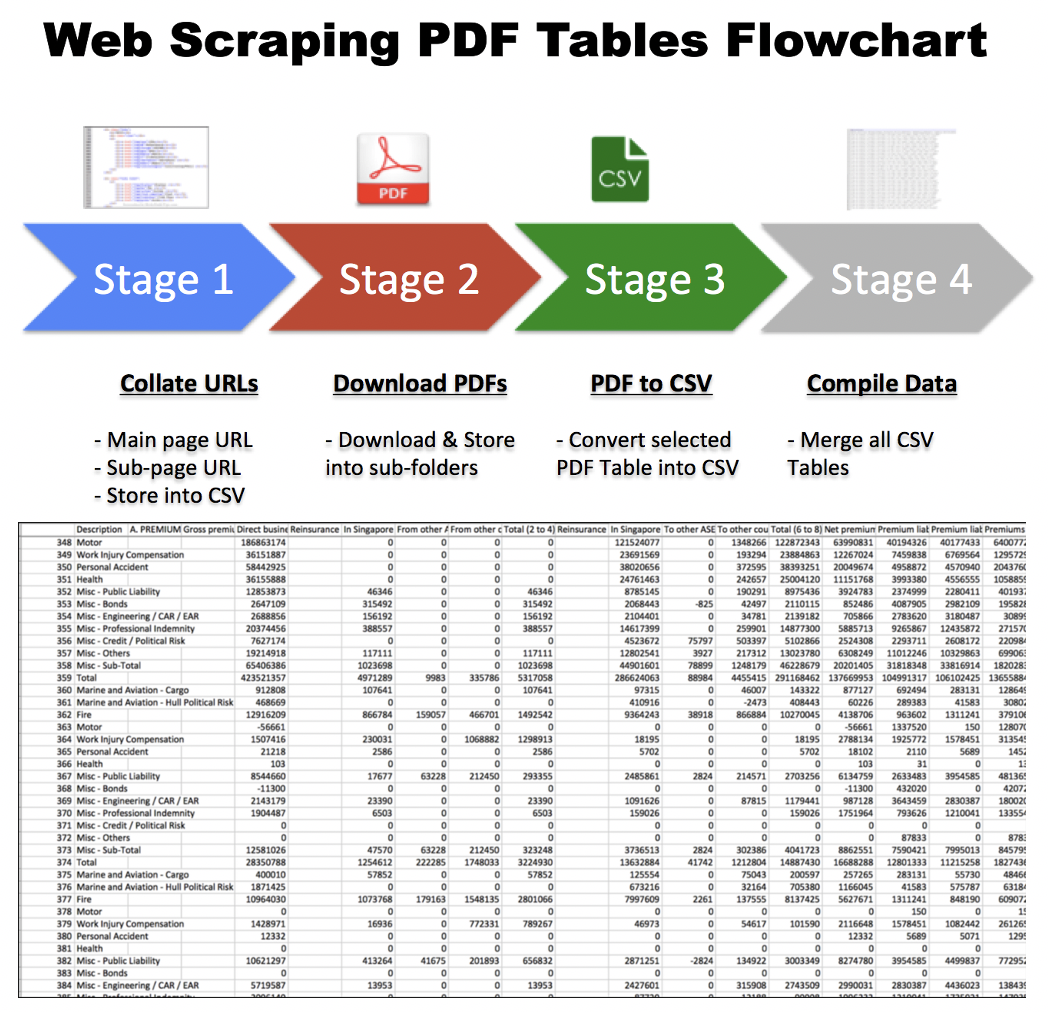 Web Scraping PDF Tables Flowchart
PDF
CSV
Stage 1
Stage 2
Stage 3
Stage 4
Collate URLs
- Main page URL
- Sub-page URL
- Store into CSV
Download PDFs
- Download & Store
into sub-folders
PDF to CSV
- Convert selected
PDF Table into CSV
Compile Data
- Merge all CSV
Tables
Description A. PREMIUM Gross premiu Direct busine Reinsurance In Singapore From other A From other c Total (2 to 4) Reinsurance In Singapore To other ASE To other cou Total (6 to 8) Net premium Premium liab Premium liab Premiums
348 Motor 186863174 0 0 0 0 121524077 0 1348266 122872343 63990831 40194326 40177433 6400772
349 Work Injury Compensation 36151887 0 0 0 0 23691569 0 193294 23884863 12267024 7459838 6769564 1295725
350 Personal Accident 58442925 0 0 0 0 38020656 0 372595 38393251 20049674 4958872 4570940 2043760
351 Health 36155888 0 0 0 0 24761463 0 242657 25004120 11151768 3993380 4556555 1058859
352 Misc - Public Liability 12853873 46346 0 0 46346 8785145 0 190291 8975436 3924783 2374999 2280411 401937
353 Misc - Bonds 2647109 315492 0 0 315492 2068443 -825 42497 2110115 852486 4087905 2982109 195828
354 Misc - Engineering / CAR / EAR 2688856 156192 0 0 156192 2104401 0 34781 2139182 705866 2783620 3180487 30899
355 Misc - Professional Indemnity 20374456 388557 0 0 388557 14617399 0 259901 14877300 5885713 9265867 12435872 271570
356 Misc - Credit / Political Risk 7627174 0 0 0 0 4523672 75797 503397 5102866 2524308 2293711 2608172 220984
357 Misc - Others 19214918 117111 0 0 117111 12802541 3927 217312 13023780 6308249 11012246 10329863 699063
358 Misc - Sub-Total 65406386 1023698 0 0 1023698 44901601 78899 1248179 46228679 20201405 31818348 33816914 1820283
359 Total 423521357 4971289 9983 335786 5317058 286624063 88984 4455415 291168462 137669953 104991317 106102425 13655884
360 Marine and Aviation - Cargo 912808 107641 0 0 107641 97315 0 46007 143322 877127 692494 283131 128649
361 Marine and Aviation - Hull Political Risk 468669 0 0 0 0 410916 0 -2473 408443 60226 289383 41583 30802
362 Fire 12916209 866784 159057 466701 1492542 9364243 38918 866884 10270045 4138706 963602 1311241 379106
363 Motor -56661 0 0 0 0 0 0 0 0 -56661 1337520 150 128070
364 Work Injury Compensation 1507416 230031 0 1068882 1298913 18195 0 0 18195 2788134 1925772 1578451 313545
365 Personal Accident 21218 2586 0 0 2586 5702 0 0 5702 18102 2110 5689 1452
366 Health 103 0 0 0 0 0 0 0 0 103 31 0
367 Misc - Public Liability 8544660 17677 63228 212450 293355 2485861 2824 214571 2703256 6134759 2633483 3954585 481365
368 Misc - Bonds -11300 0 0 0 0 0 0 0 0 -11300 432020 0 42072
369 Misc - Engineering / CAR / EAR 2143179 23390 0 0 23390 1091626 0 87815 1179441 987128 3643459 2830387 180020
370 Misc - Professional Indemnity 1904487 6503 0 0 6503 159026 0 0 159026 1751964 793626 1210041 133554
371 Misc - Credit / Political Risk 0 0 0 0 0 0 0 0 0 0 0 0
372 Misc - Others 0 0 0 0 0 0 0 0 0 0 87833 0 8783
373 Misc - Sub-Total 12581026 47570 63228 212450 323248 3736513 2824 302386 4041723 8862551 7590421 7995013 845795
374 Total 28350788 1254612 222285 1748033 3224930 13632884 41742 1212804 14887430 16688288 12801333 11215258 1827436
375 Marine and Aviation - Cargo 400010 57852 0 0 57852 125554 0 75043 200597 257265 283131 55730 48466
376 Marine and Aviation - Hull Political Risk 1871425 0 0 0 0 673216 0 32164 705380 1166045 41583 575787 63184
377 Fire 10964030 1073768 179163 1548135 2801066 7997609 2261 137555 8137425 5627671 1311241 848190 609072
378 Motor 0 0 0 0 0 0 0 0 0 0 150 0
379 Work Injury Compensation 1428971 16936 0 772331 789267 46973 0 54617 101590 2116648 1578451 1082442 261265
380 Personal Accident 12332 0 0 0 0 0 0 0 0 12332 5689 5071 1295
381 Health 0 0 0 0 0 0 0 0 0 0 0 0
382 Misc - Public Liability 10621297 413264 41675 201893 656832 2871251 -2824 134922 3003349 8274780 3954585 4499837 772952
383 Misc - Bonds 0 0 0 0 0 0 0 0 0 0 0 0
384 Misc - Engineering / CAR / EAR 5719587 13953 0 0 13953 2427601 0 315908 2743509 2990031 2830387 4436023 138439